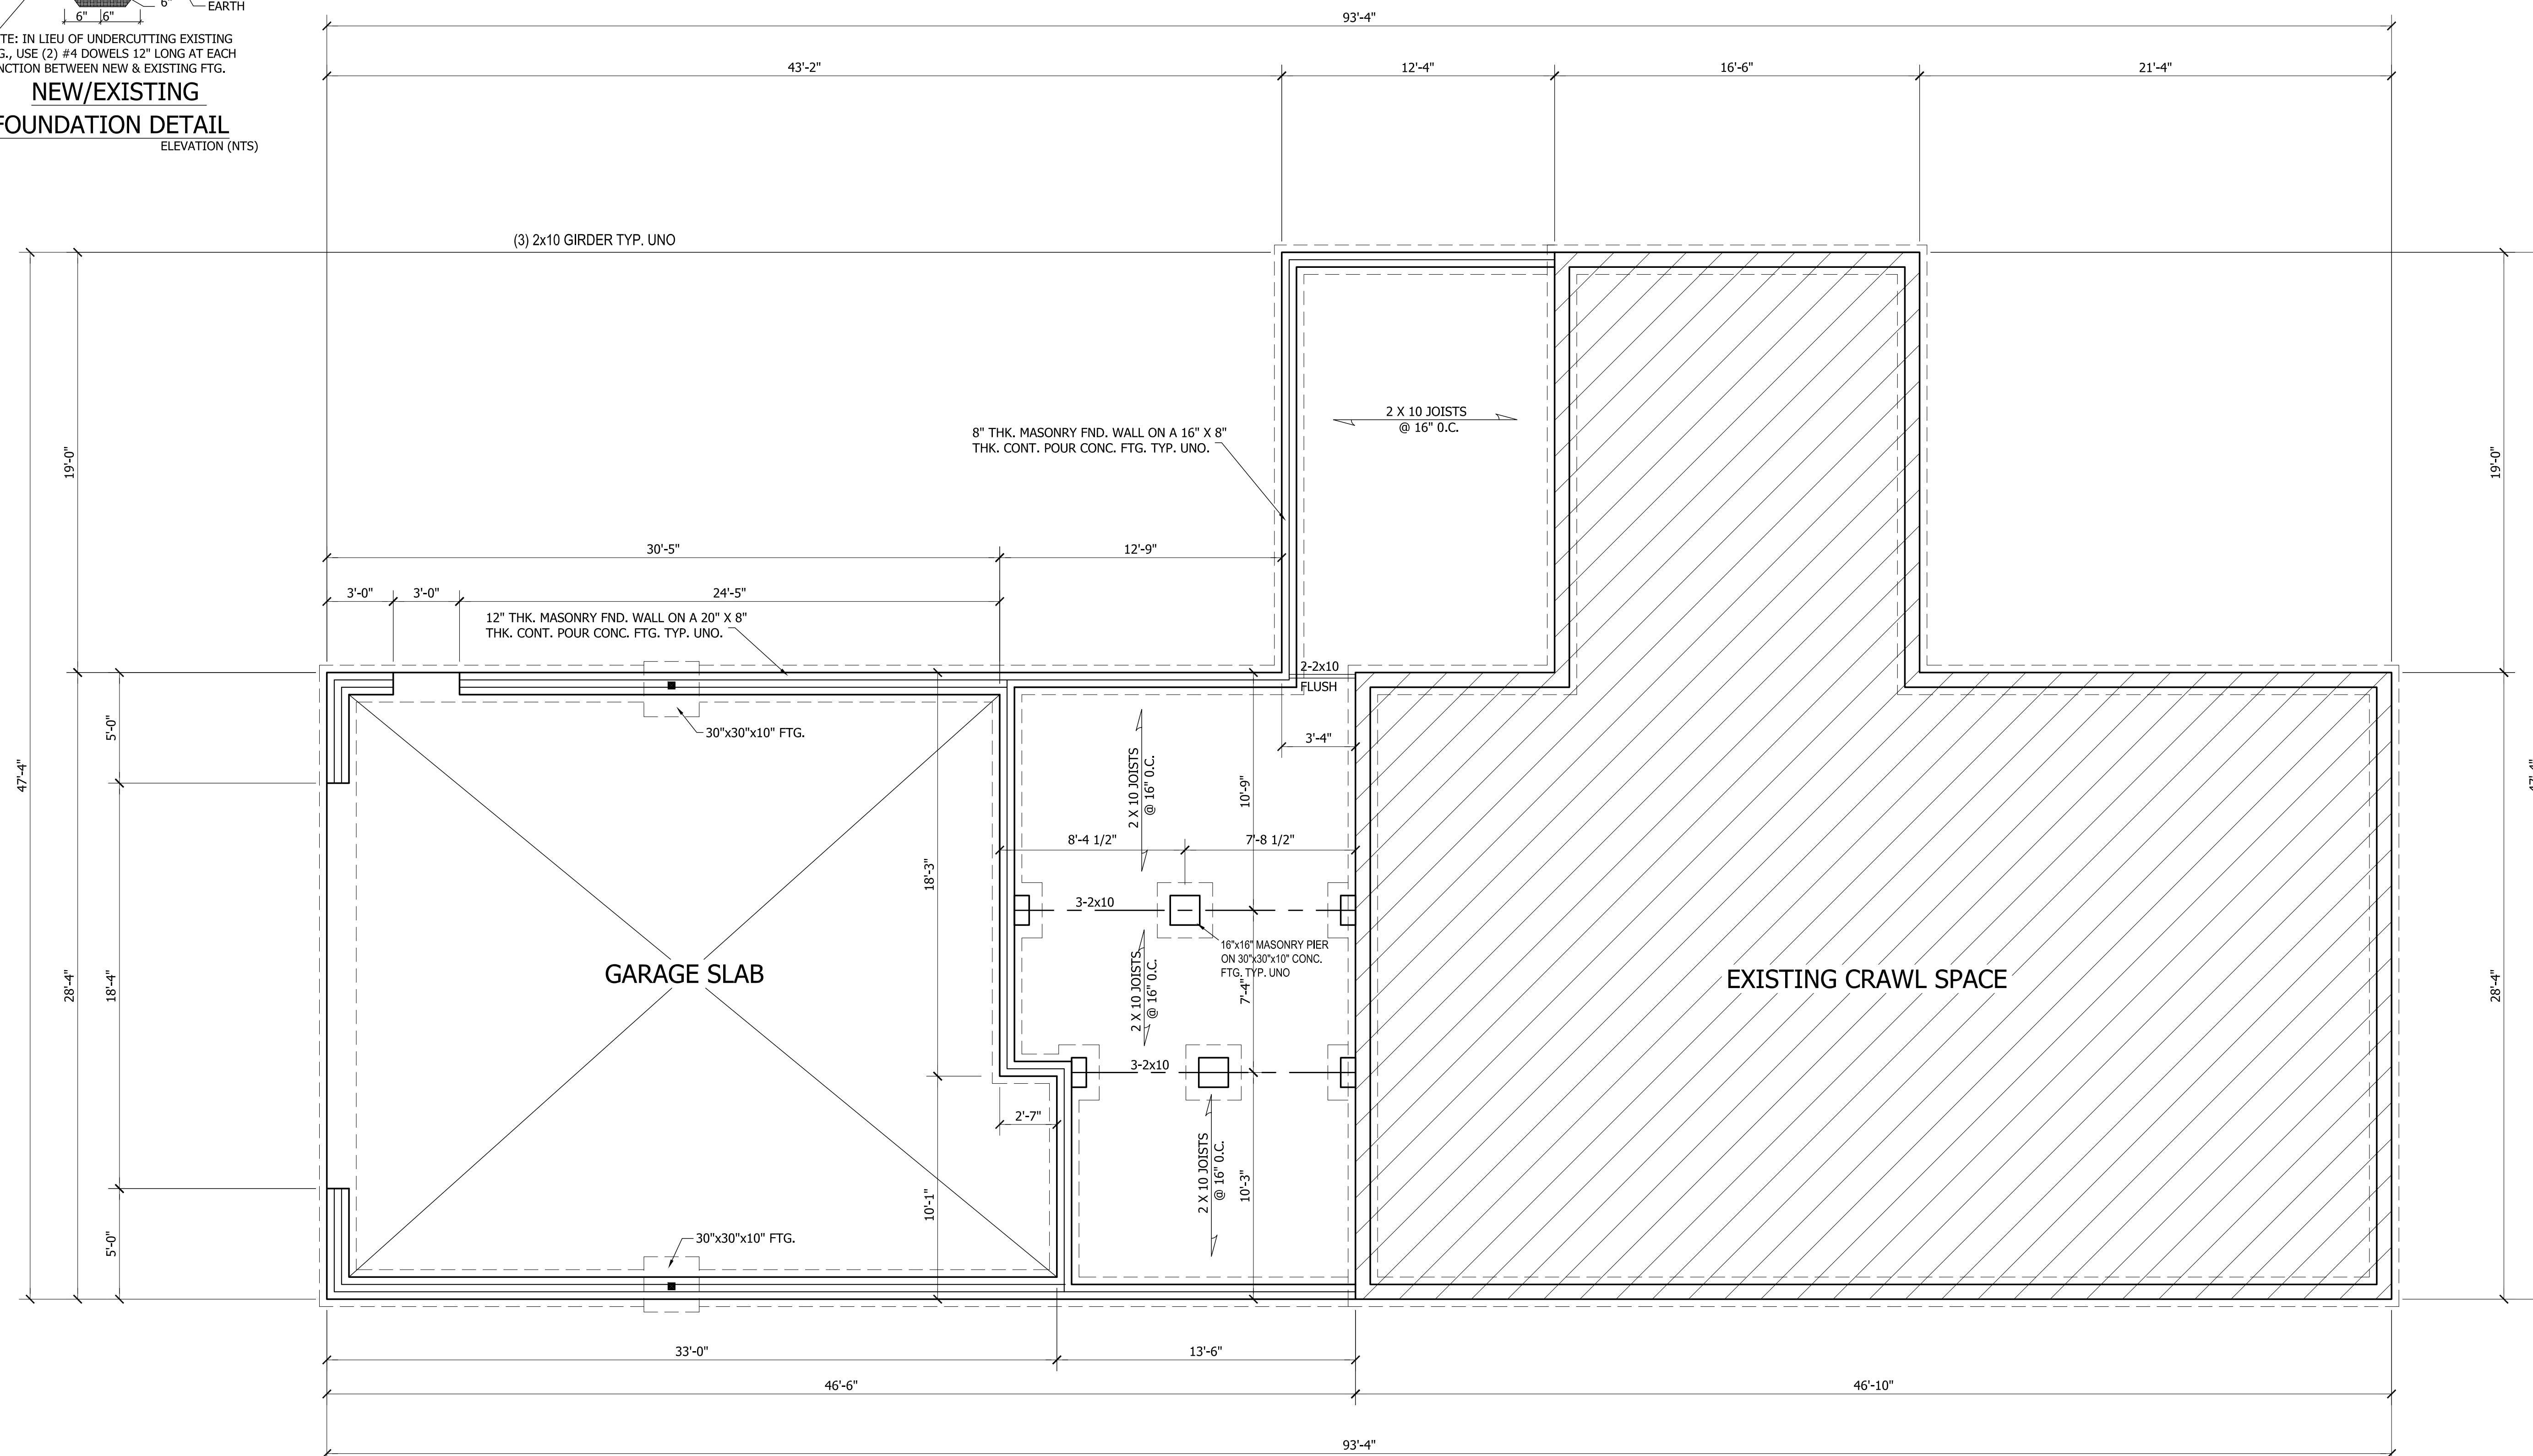 6"
EARTH
6" 6"
TE: IN LIEU OF UNDERCUTTING EXISTING
G., USE (2) #4 DOWELS 12" LONG AT EACH
NCTION BETWEEN NEW & EXISTING FTG.
NEW/EXISTING
FOUNDATION DETAIL
ELEVATION (NTS)
93'-4"
43'-2"
12'-4"
16'-6"
21'-4"
(3) 2x10 GIRDER TYP. UNO
2 X 10 JOISTS
@ 16" O.C.
8" THK. MASONRY FND. WALL ON A 16" X 8"
THK. CONT. POUR CONC. FTG. TYP. UNO.
19'-0"
19'-0"
30'-5"
12'-9"
3'-0"
3'-0"
24'-5"
12" THK. MASONRY FND. WALL ON A 20" X 8"
THK. CONT. POUR CONC. FTG. TYP. UNO.
2-2x10
FLUSH
30"x30"x10" FTG.
3'-4"
5'-0"
47'-4"
47'-4"
2 X 10 JOISTS
@ 16" O.C.
10'-9"
8'-4 1/2"
7'-8 1/2"
18'-3"
3-2x10
16"x16" MASONRY PIER
ON 30"x30"x10" CONC.
FTG. TYP. UNO
2 X 10 JOISTS
@ 16" O.C.
7'-4"
GARAGE SLAB
EXISTING CRAWL SPACE
28'-4"
18'-4"
28'-4"
3-2x10
2'-7"
2 X 10 JOISTS
@ 16" O.C.
10'-3"
10'-1"
5'-0"
30"x30"x10" FTG.
33'-0"
13'-6"
46'-6"
46'-10"
93'-4"